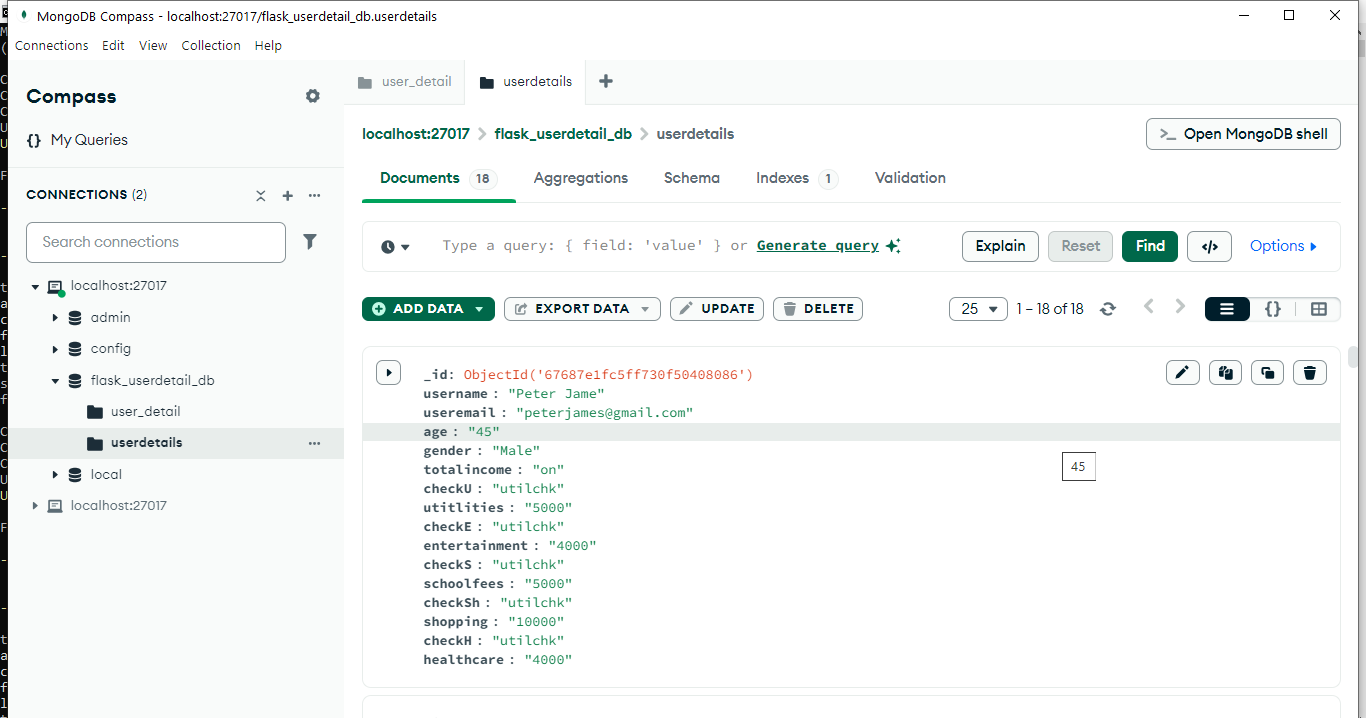 MongoDB Compass - localhost:27017/flask_userdetail_db.userdetails
Connections Edit View Collection Help
Compass
{} My Queries
CONNECTIONS (2)
Search connections
localhost:27017
admin
config
flask_userdetail_db
user_detail
userdetails
local
localhost:27017
user_detail userdetails
localhost:27017 > flask_userdetail_db > userdetails
>_ Open MongoDB shell
Documents 18 Aggregations Schema Indexes 1 Validation
Type a query: { field: 'value' } or Generate query
Explain Reset Find </> Options
ADD DATA EXPORT DATA UPDATE DELETE
25 1 – 18 of 18 {}
_id: ObjectId('67687e1fc5ff730f50408086')
username : "Peter Jame"
useremail : "peterjames@gmail.com"
age : "45"
gender : "Male"
totalincome : "on"
checkU : "utilchk"
utitlities : "5000"
checkE : "utilchk"
entertainment : "4000"
checkS : "utilchk"
schoolfees : "5000"
checkSh : "utilchk"
shopping : "10000"
checkH : "utilchk"
healthcare : "4000"
45